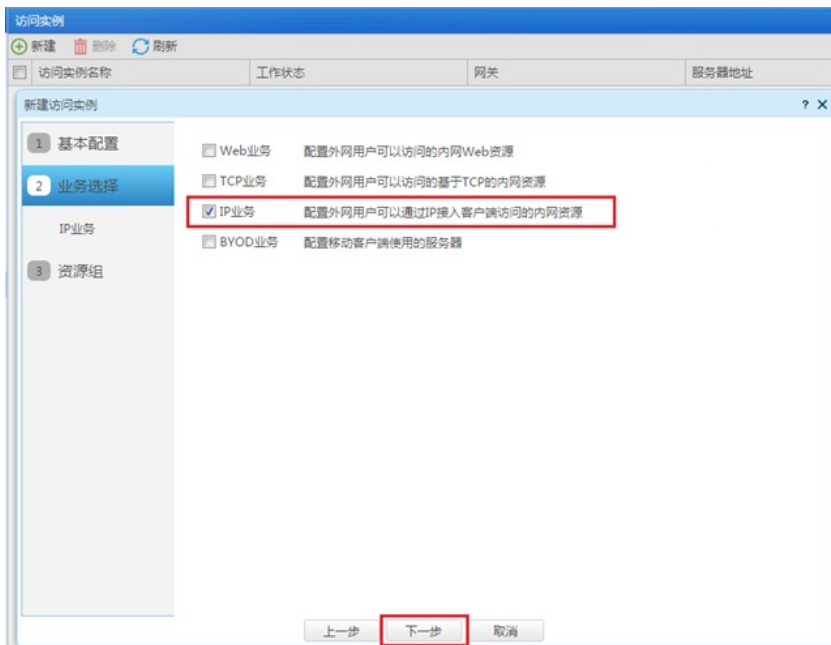 访问实例
新建 删除 刷新
访问实例名称 工作状态 网关 服务器地址
新建访问实例 ? X
1 基本配置
2 业务选择
IP业务
3 资源组
Web业务 配置外网用户可以访问的内网Web资源
TCP业务 配置外网用户可以访问的基于TCP的内网资源
IP业务 配置外网用户可以通过IP接入客户端访问的内网资源
BYOD业务 配置移动客户端使用的服务器
上一步 下一步 取消